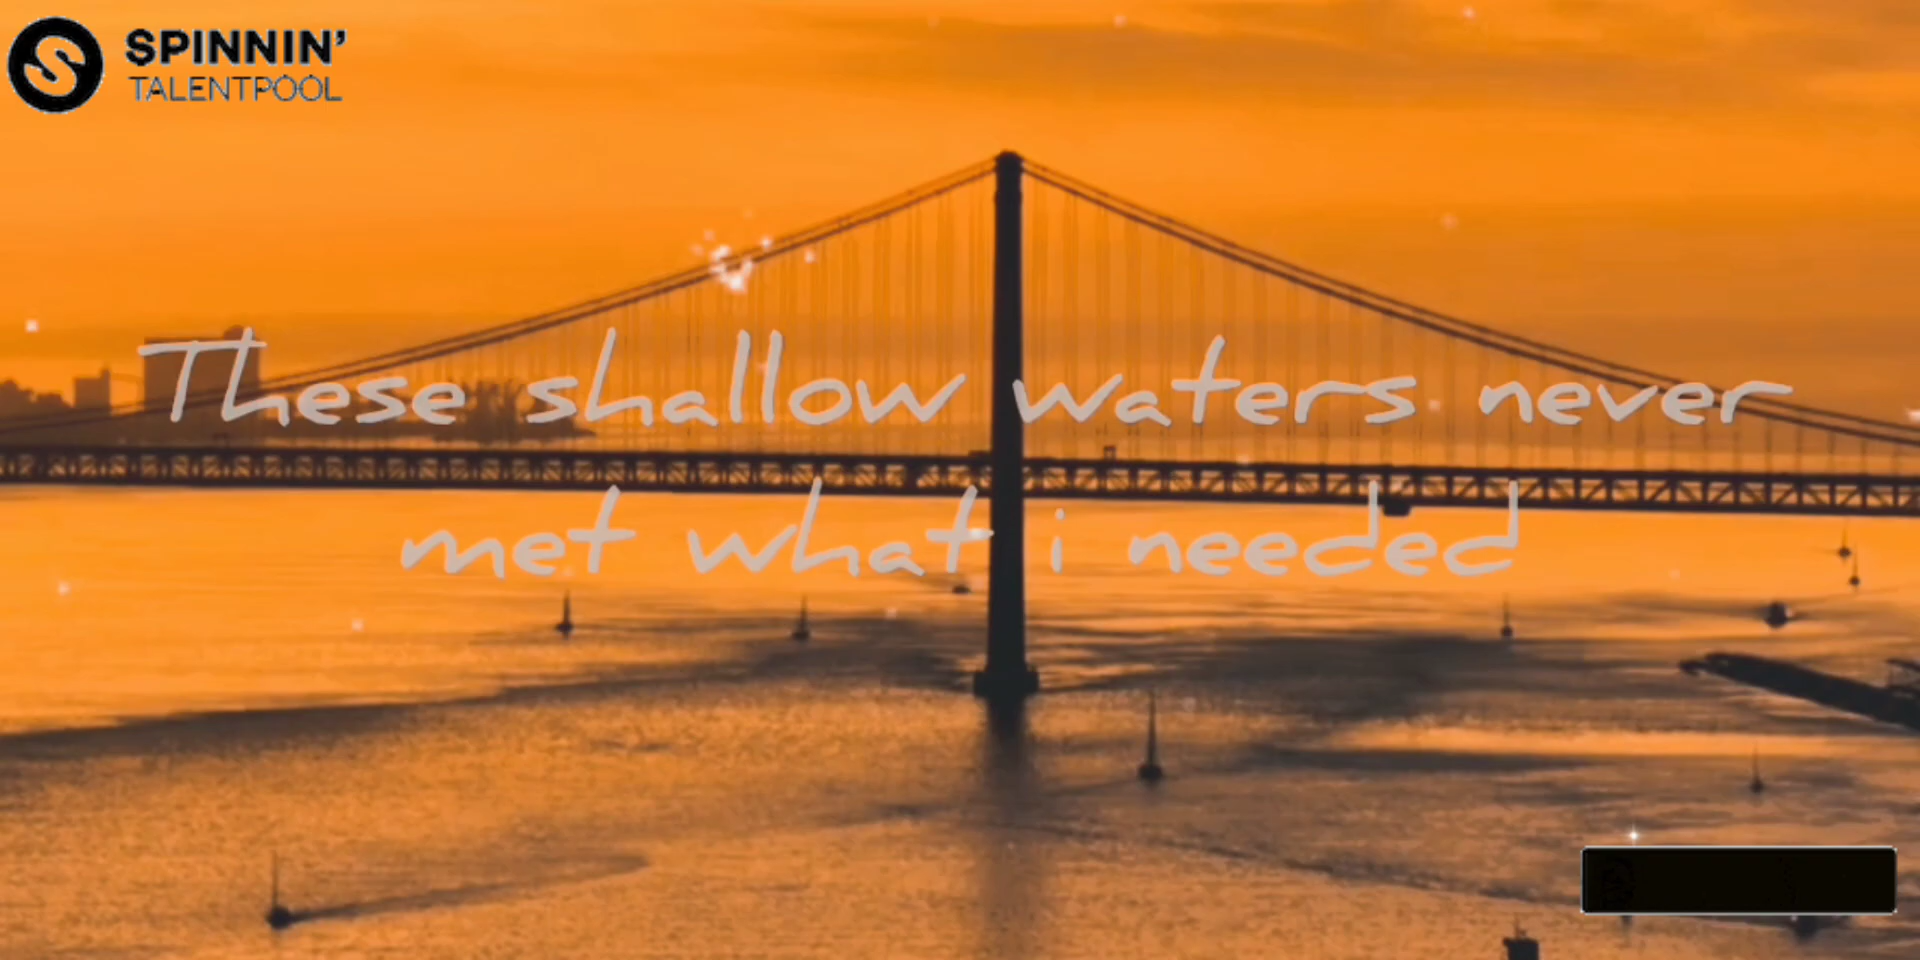 SPINNIN'
TALENTPOOL
These shallow waters never
met what i needed